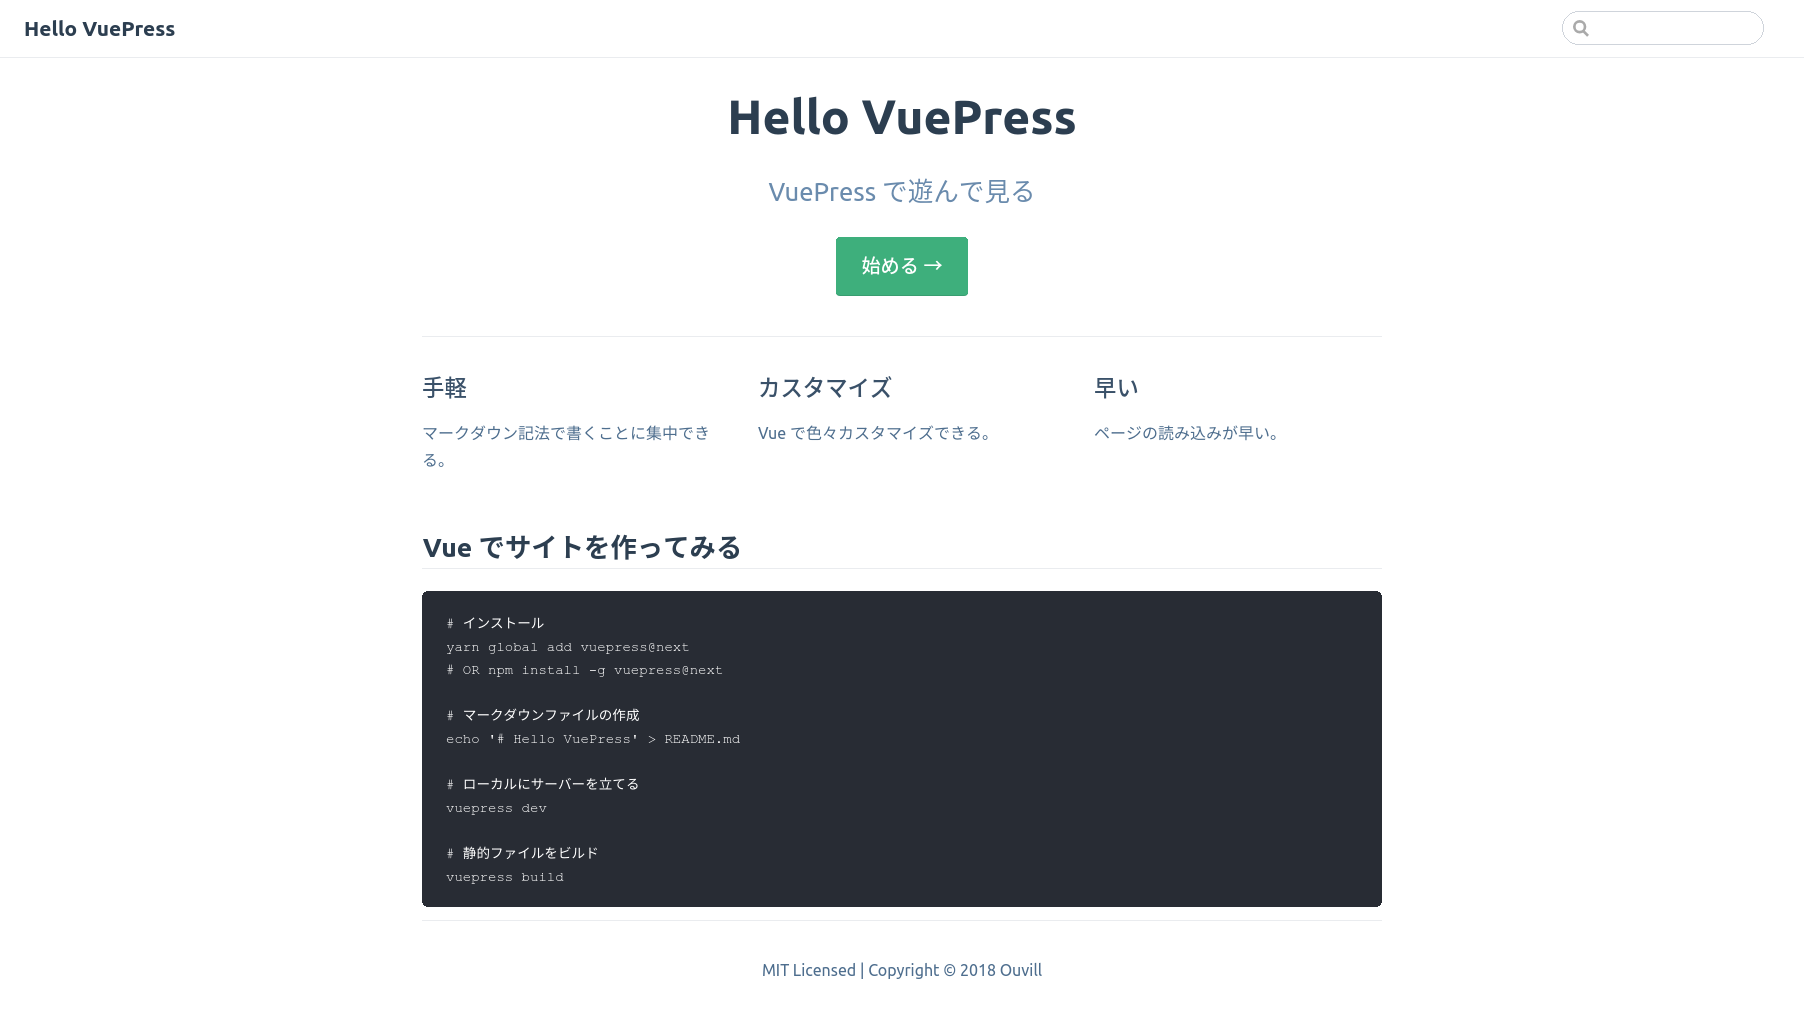 Hello VuePress
Hello VuePress
VuePress で遊んで見る
始める →
手軽
マークダウン記法で書くことに集中でき
る。
カスタマイズ
Vue で色々カスタマイズできる。
早い
ページの読み込みが早い。
Vue でサイトを作ってみる
# インストール
yarn global add vuepress@next
# OR npm install -g vuepress@next
# マークダウンファイルの作成
echo '# Hello VuePress' > README.md
# ローカルにサーバーを立てる
vuepress dev
# 静的ファイルをビルド
vuepress build
MIT Licensed | Copyright © 2018 Ouvill